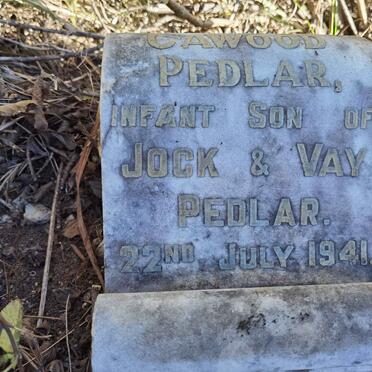 CAWOOD
PEDLAR,
INFANT SON OF
JOCK & VAY
PEDLAR.
22ND JULY 1941.